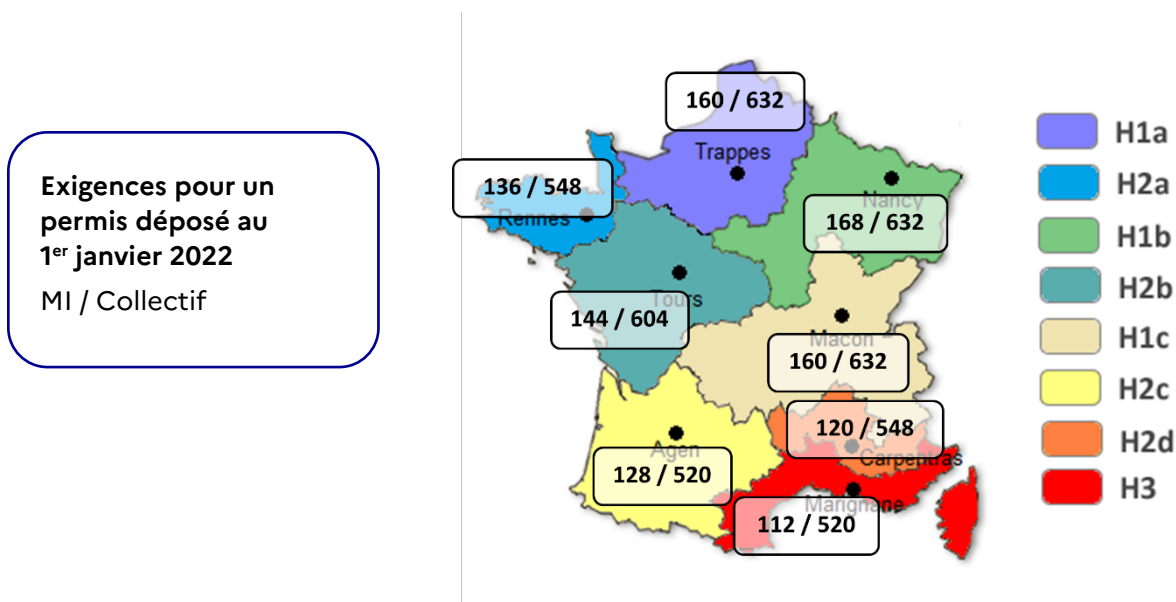 Exigences pour un
permis déposé au
1er janvier 2022
MI / Collectif
160 / 632
Trappes
136 / 548
Rennes
Nancy
168 / 632
Tours
144 / 604
Macon
160 / 632
120 / 548
Carpentras
Agen
128 / 520
Marignane
112 / 520
H1a
H2a
H1b
H2b
H1c
H2c
H2d
H3